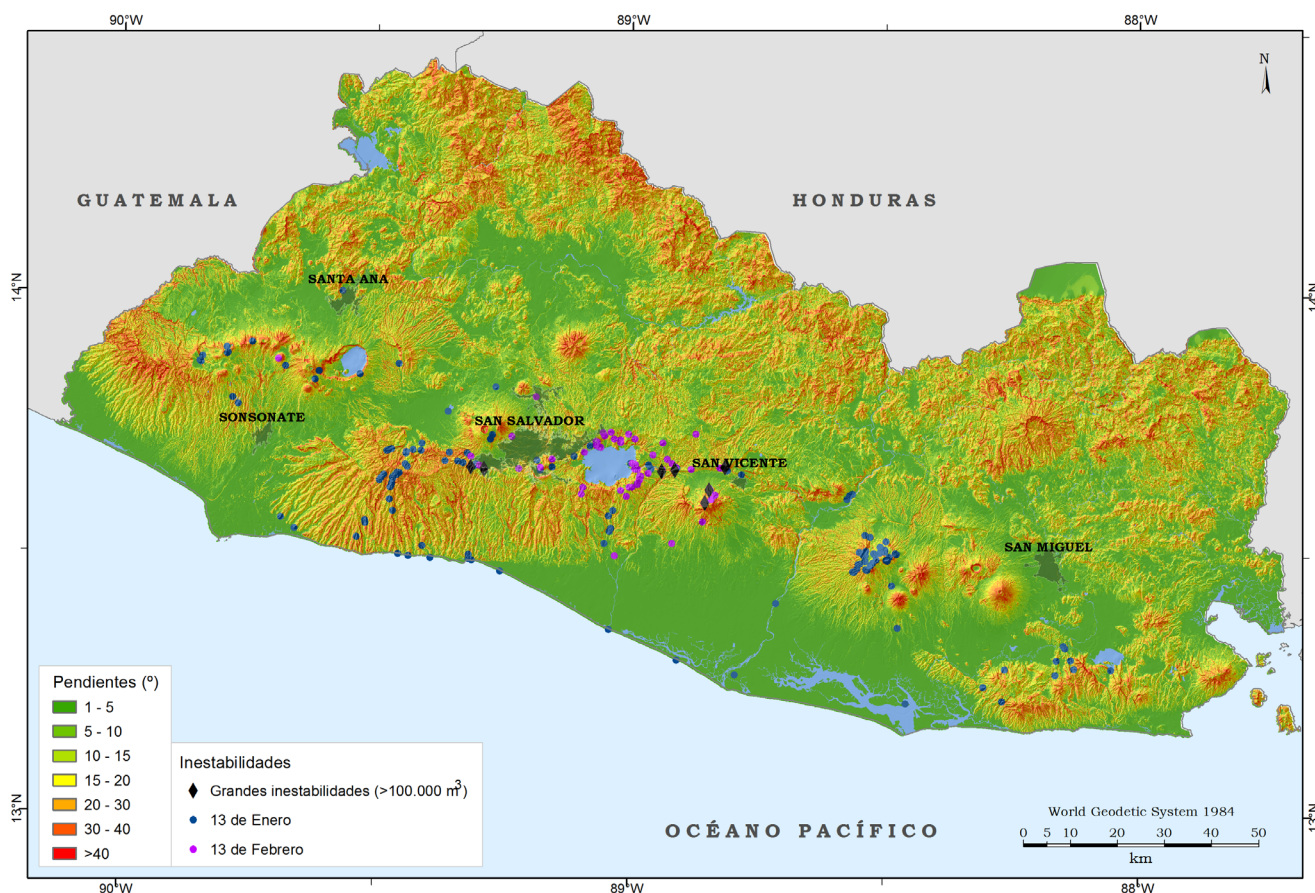 90°W 89°W 88°W
N
GUATEMALA
HONDURAS
SANTA ANA
14°N
14°N
SONSONATE
SAN SALVADOR
SAN VICENTE
SAN MIGUEL
Pendientes (º)
1 - 5
5 - 10
10 - 15
15 - 20
20 - 30
30 - 40
>40
Inestabilidades
Grandes inestabilidades (>100.000 m³)
13 de Enero
13 de Febrero
13°N
13°N
OCÉANO PACÍFICO
World Geodetic System 1984
0 5 10 20 30 40 50
km
90°W 89°W 88°W